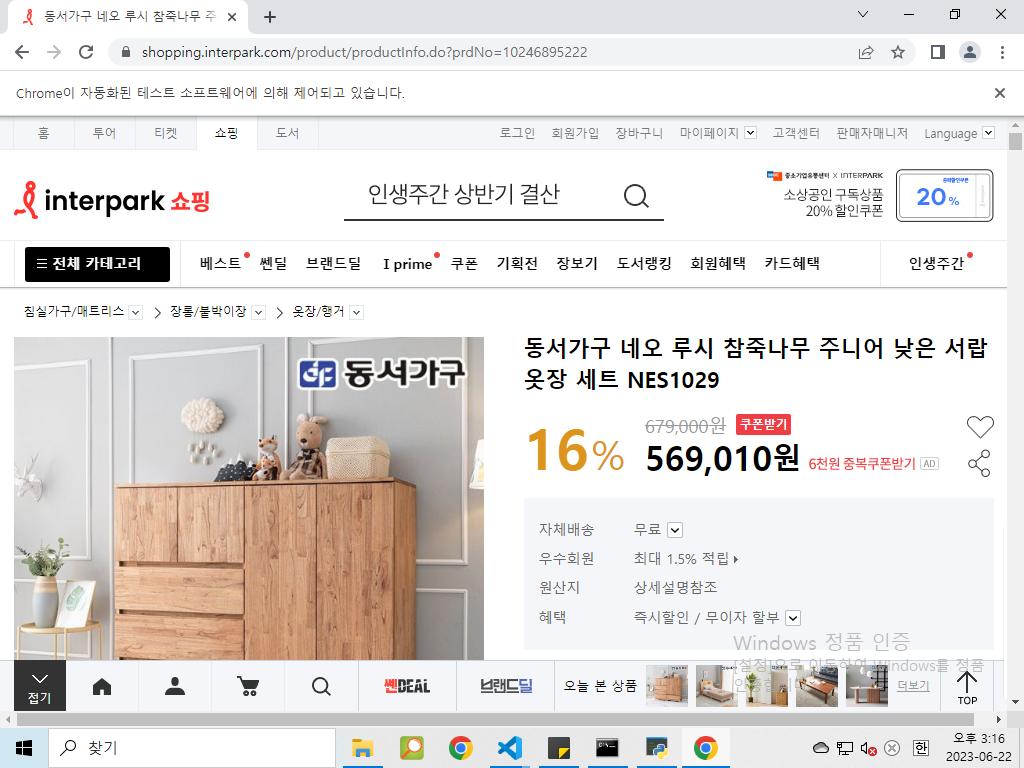 동서가구 네오 루시 참죽나무 주
shopping.interpark.com/product/productInfo.do?prdNo=10246895222
Chrome이 자동화된 테스트 소프트웨어에 의해 제어되고 있습니다.
홈 투어 티켓 쇼핑 도서 로그인 회원가입 장바구니 마이페이지 고객센터 판매자매니저 Language
interpark 쇼핑
인생주간 상반기 결산
중소기업유통센터 X INTERPARK
소상공인 구독상품
20% 할인쿠폰
20%
전체 카테고리 베스트 쎈딜 브랜드딜 I prime 쿠폰 기획전 장보기 도서랭킹 회원혜택 카드혜택 인생주간
침실가구/매트리스 장롱/붙박이장 옷장/행거
동서가구
동서가구 네오 루시 참죽나무 주니어 낮은 서랍
옷장 세트 NES1029
16%
679,000원 쿠폰받기
569,010원 6천원 중복쿠폰받기 AD
자체배송 무료
우수회원 최대 1.5% 적립
원산지 상세설명참조
혜택 즉시할인 / 무이자 할부
Windows 정품 인증
[설정]으로 이동하여 Windows를 정품
접기
쎈DEAL
브랜드딜
오늘 본 상품
더보기
TOP
찾기
한
오후 3:16
2023-06-22